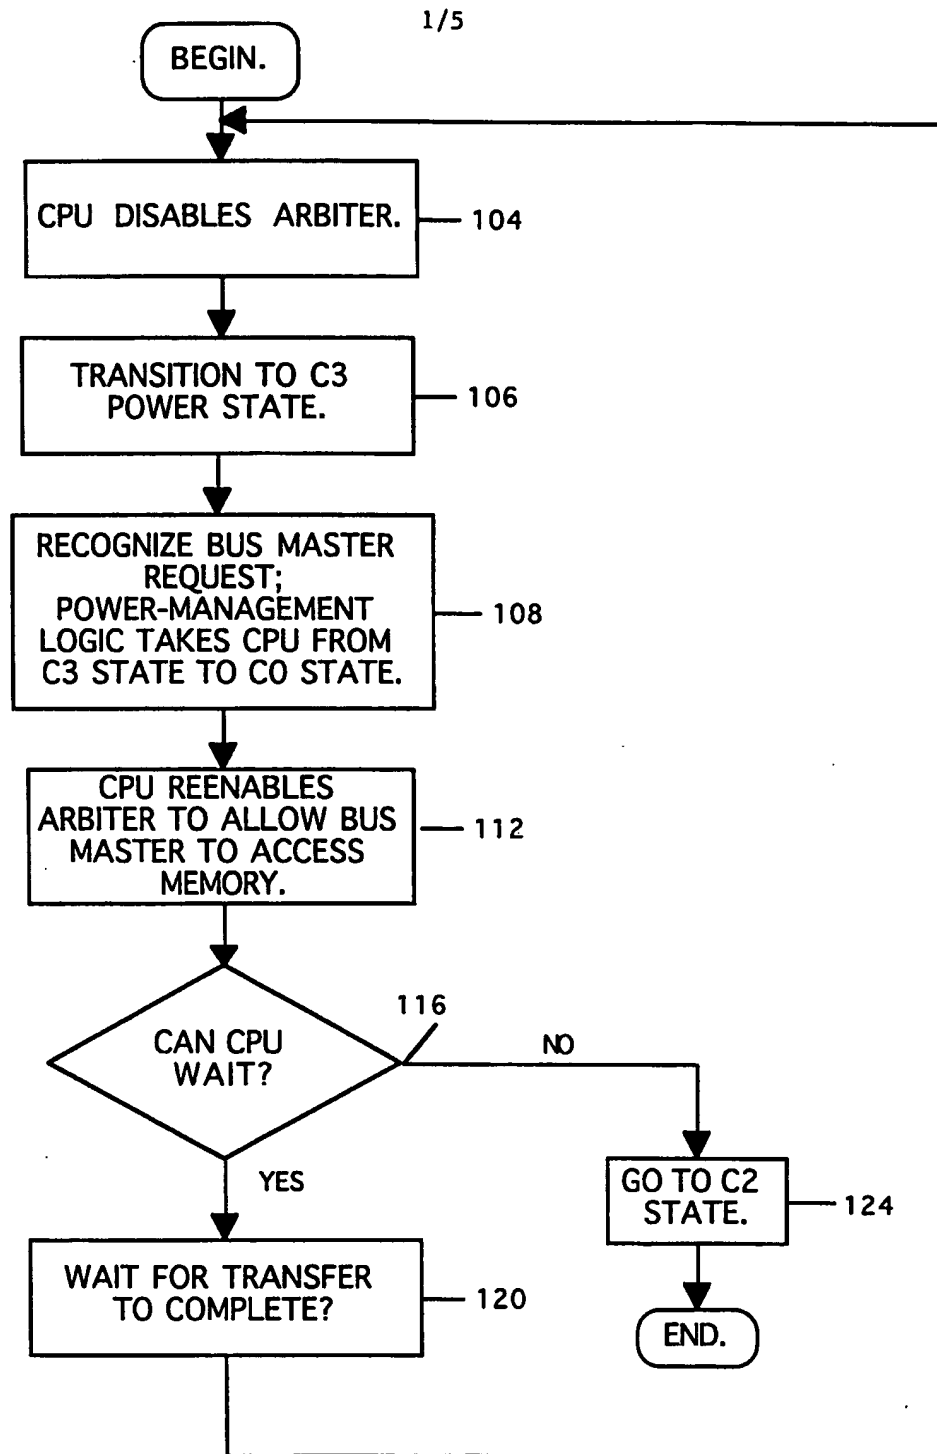 1/5
BEGIN.
CPU DISABLES ARBITER.
104
TRANSITION TO C3
POWER STATE.
106
RECOGNIZE BUS MASTER
REQUEST;
POWER-MANAGEMENT
LOGIC TAKES CPU FROM
C3 STATE TO C0 STATE.
108
CPU REENABLES
ARBITER TO ALLOW BUS
MASTER TO ACCESS
MEMORY.
112
CAN CPU
WAIT?
116
NO
YES
GO TO C2
STATE.
124
WAIT FOR TRANSFER
TO COMPLETE?
120
END.